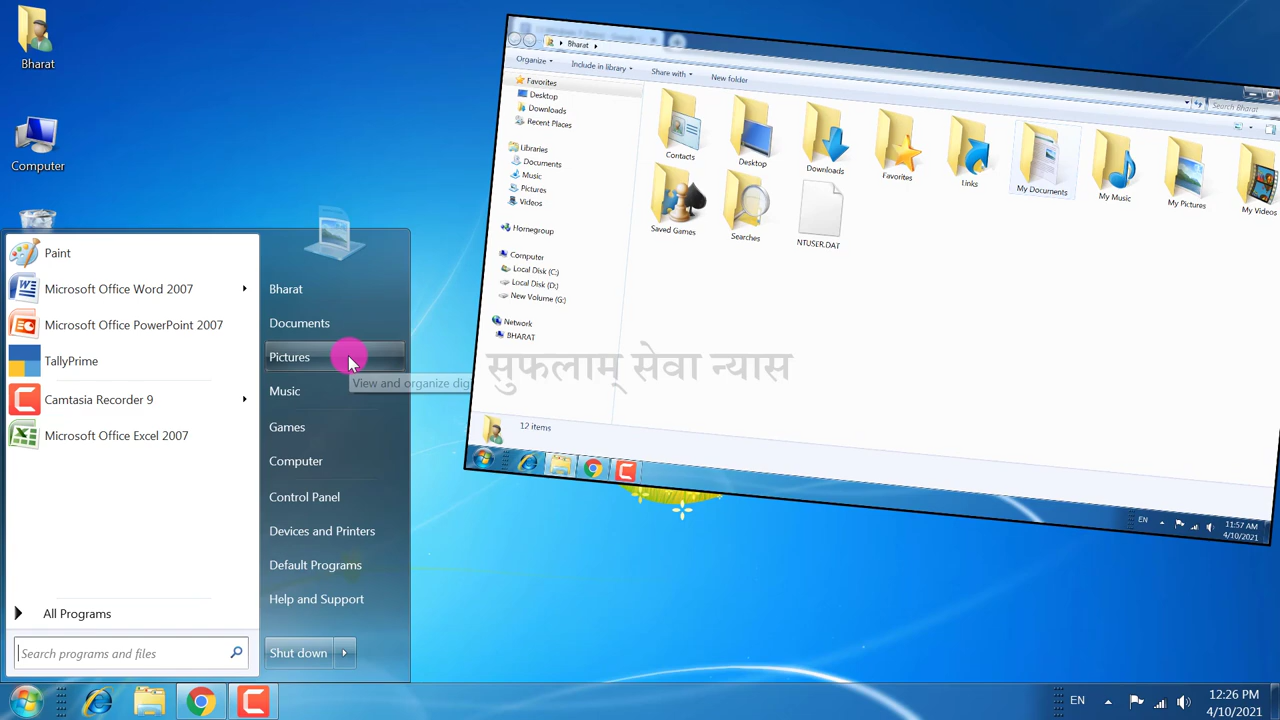 Bharat
Computer
Paint
Microsoft Office Word 2007
Microsoft Office PowerPoint 2007
TallyPrime
Camtasia Recorder 9
Microsoft Office Excel 2007
All Programs
Search programs and files
Bharat
Documents
Pictures
View and organize dig
Music
Games
Computer
Control Panel
Devices and Printers
Default Programs
Help and Support
Shut down
Bharat
Search Bharat
Organize
Include in library
Share with
New folder
Favorites
Desktop
Downloads
Recent Places
Libraries
Documents
Music
Pictures
Videos
Homegroup
Computer
Local Disk (C:)
Local Disk (D:)
New Volume (G:)
Network
BHARAT
Contacts
Desktop
Downloads
Favorites
Links
My Documents
My Music
My Pictures
My Videos
Saved Games
Searches
NTUSER.DAT
सुफलाम् सेवा न्यास
12 items
EN
11:57 AM
4/10/2021
EN
12:26 PM
4/10/2021